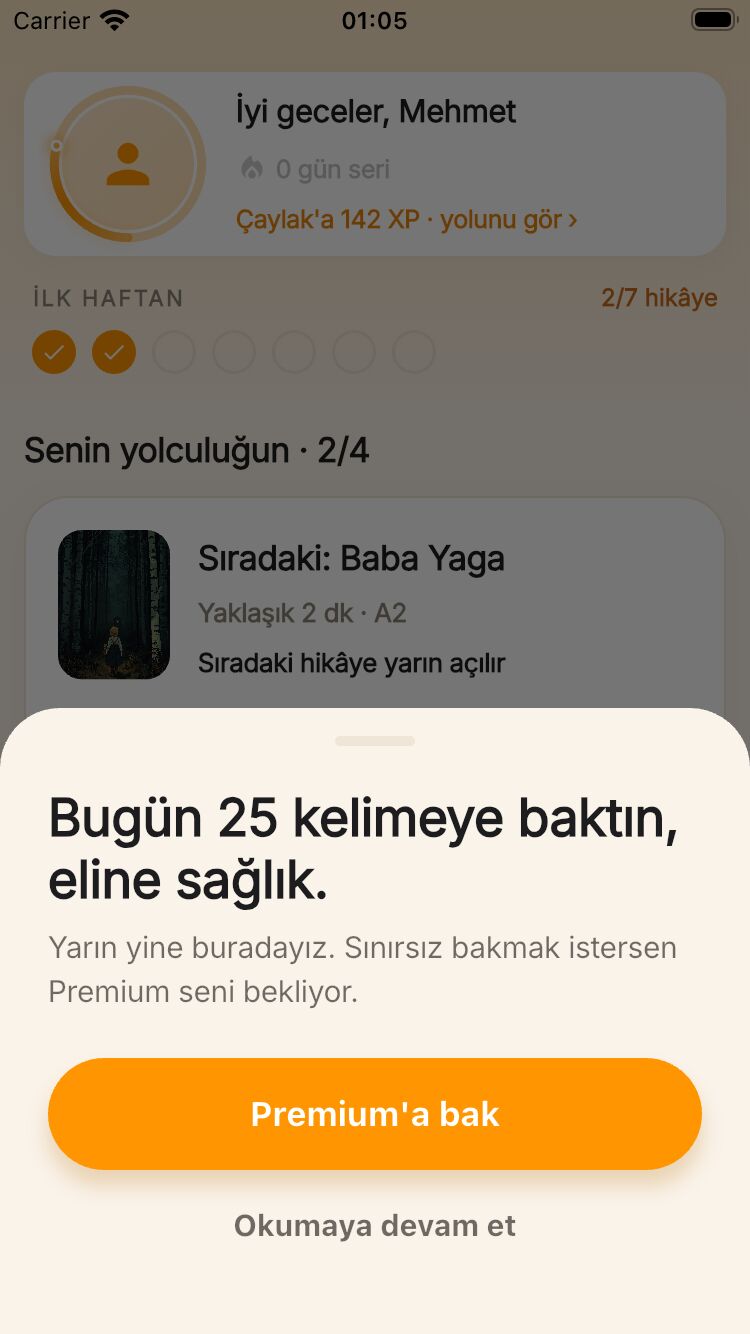 Carrier 01:05
İyi geceler, Mehmet
0 gün seri
Çaylak'a 142 XP · yolunu gör ›
İLK HAFTAN 2/7 hikâye
Senin yolculuğun · 2/4
Sıradaki: Baba Yaga
Yaklaşık 2 dk · A2
Sıradaki hikâye yarın açılır
Bugün 25 kelimeye baktın,
eline sağlık.
Yarın yine buradayız. Sınırsız bakmak istersen
Premium seni bekliyor.
Premium'a bak
Okumaya devam et